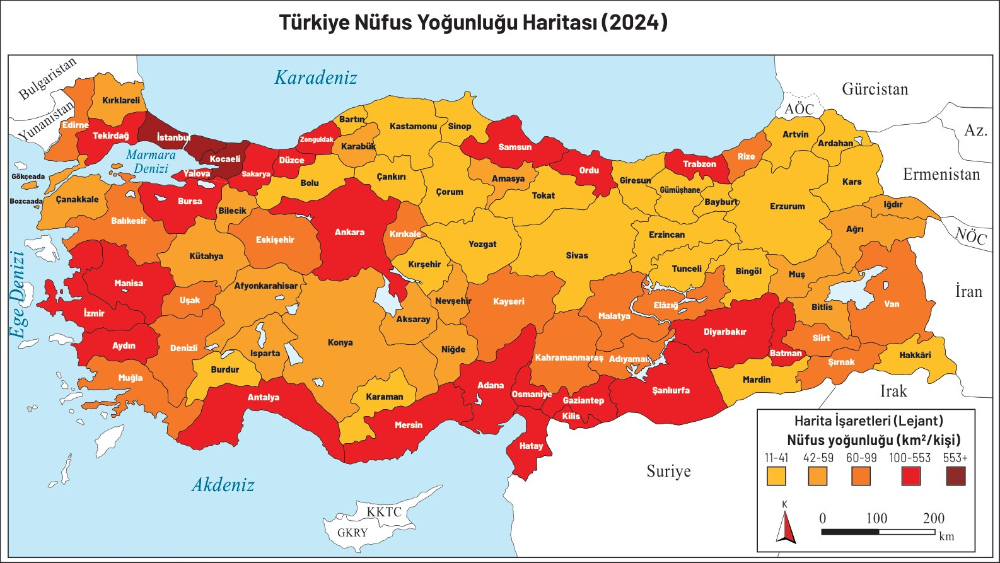 Türkiye Nüfus Yoğunluğu Haritası (2024)
Bulgaristan
Yunanistan
Karadeniz
Gürcistan
AÖC
Az.
Ermenistan
NÖC
İran
Irak
Suriye
Marmara
Denizi
Ege Denizi
Akdeniz
KKTC
GKRY
Gökçeada
Bozcaada
Kırklareli
Edirne
Tekirdağ
İstanbul
Kocaeli
Yalova
Sakarya
Düzce
Zonguldak
Bartın
Karabük
Kastamonu
Sinop
Samsun
Ordu
Giresun
Trabzon
Rize
Artvin
Ardahan
Kars
Iğdır
Ağrı
Çanakkale
Balıkesir
Bursa
Bilecik
Bolu
Çankırı
Çorum
Amasya
Tokat
Gümüşhane
Bayburt
Erzurum
Erzincan
Kütahya
Eskişehir
Ankara
Kırıkale
Yozgat
Kırşehir
Sivas
Tunceli
Bingöl
Muş
Manisa
Uşak
Afyonkarahisar
Nevşehir
Kayseri
Malatya
Elâzığ
Bitlis
Van
İzmir
Aksaray
Konya
Niğde
Diyarbakır
Siirt
Batman
Şırnak
Hakkâri
Aydın
Denizli
Isparta
Burdur
Muğla
Antalya
Karaman
Mersin
Adana
Kahramanmaraş
Adıyaman
Osmaniye
Gaziantep
Kilis
Şanlıurfa
Mardin
Hatay
Harita İşaretleri (Lejant)
Nüfus yoğunluğu (km²/kişi)
11-41 42-59 60-99 100-553 553+
K
0 100 200
km